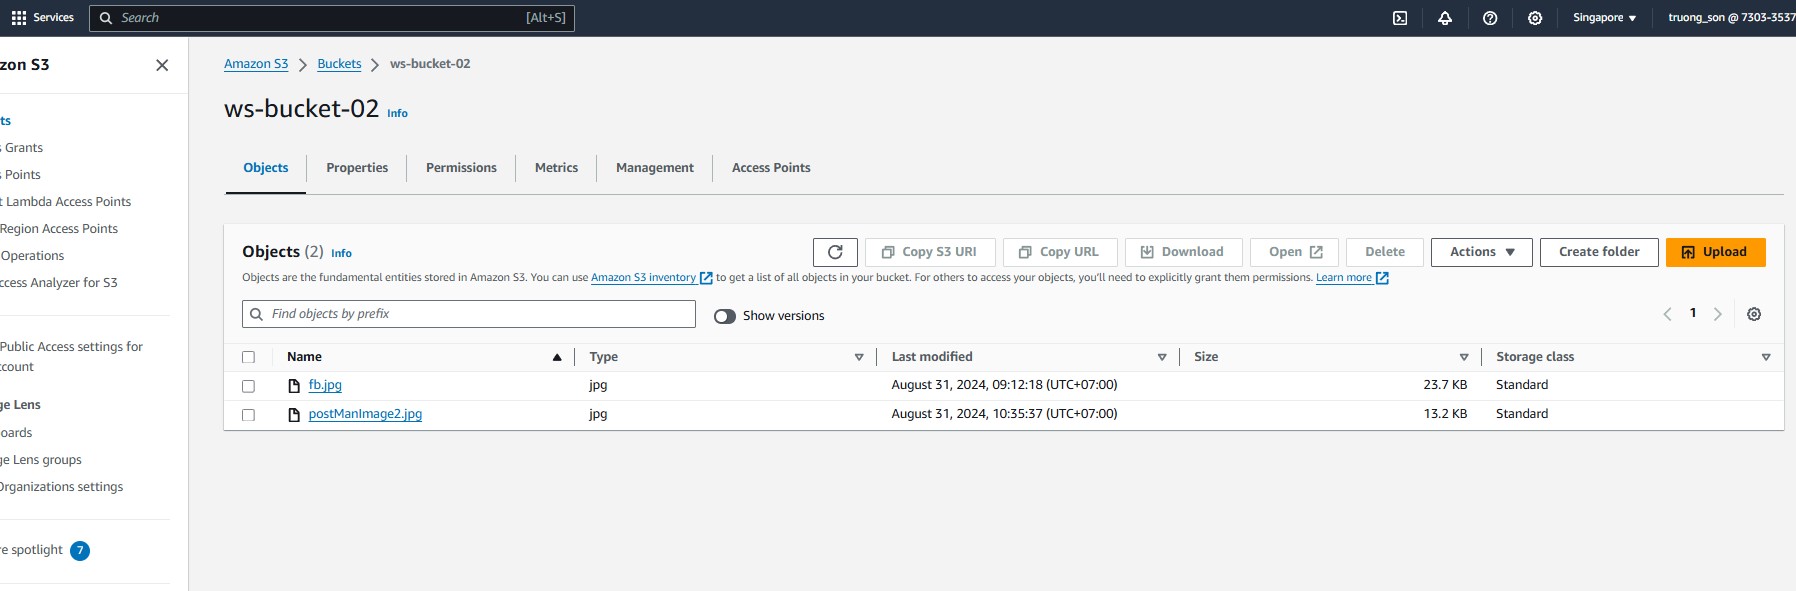 Services
Search [Alt+S]
Singapore
truong_son @ 7303-3537
zon S3
Amazon S3 Buckets ws-bucket-02
ws-bucket-02 Info
ts
s Grants
s Points
t Lambda Access Points
Region Access Points
Operations
ccess Analyzer for S3
Public Access settings for
ccount
ge Lens
oards
ge Lens groups
Organizations settings
re spotlight 7
Objects Properties Permissions Metrics Management Access Points
Objects (2) Info
Copy S3 URI Copy URL Download Open Delete Actions Create folder Upload
Objects are the fundamental entities stored in Amazon S3. You can use Amazon S3 inventory to get a list of all objects in your bucket. For others to access your objects, you'll need to explicitly grant them permissions. Learn more
Find objects by prefix
Show versions
1
Name Type Last modified Size Storage class
fb.jpg jpg August 31, 2024, 09:12:18 (UTC+07:00) 23.7 KB Standard
postManImage2.jpg jpg August 31, 2024, 10:35:37 (UTC+07:00) 13.2 KB Standard